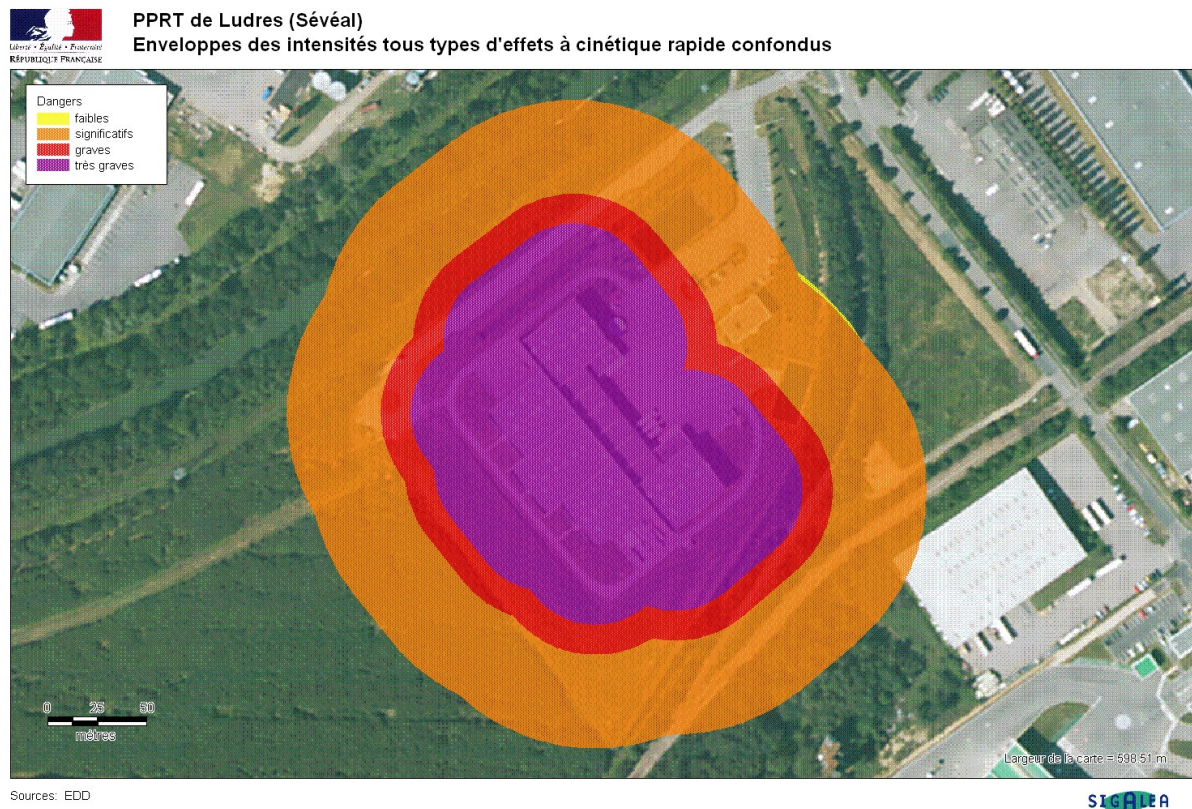 PPRT de Ludres (Sévéal)
Enveloppes des intensités tous types d'effets à cinétique rapide confondus
Liberté • Égalité • Fraternité
RÉPUBLIQUE FRANÇAISE
Dangers
faibles
significatifs
graves
très graves
0 25 50
mètres
Largeur de la carte = 598.51 m
Sources: EDD
SIGALEA